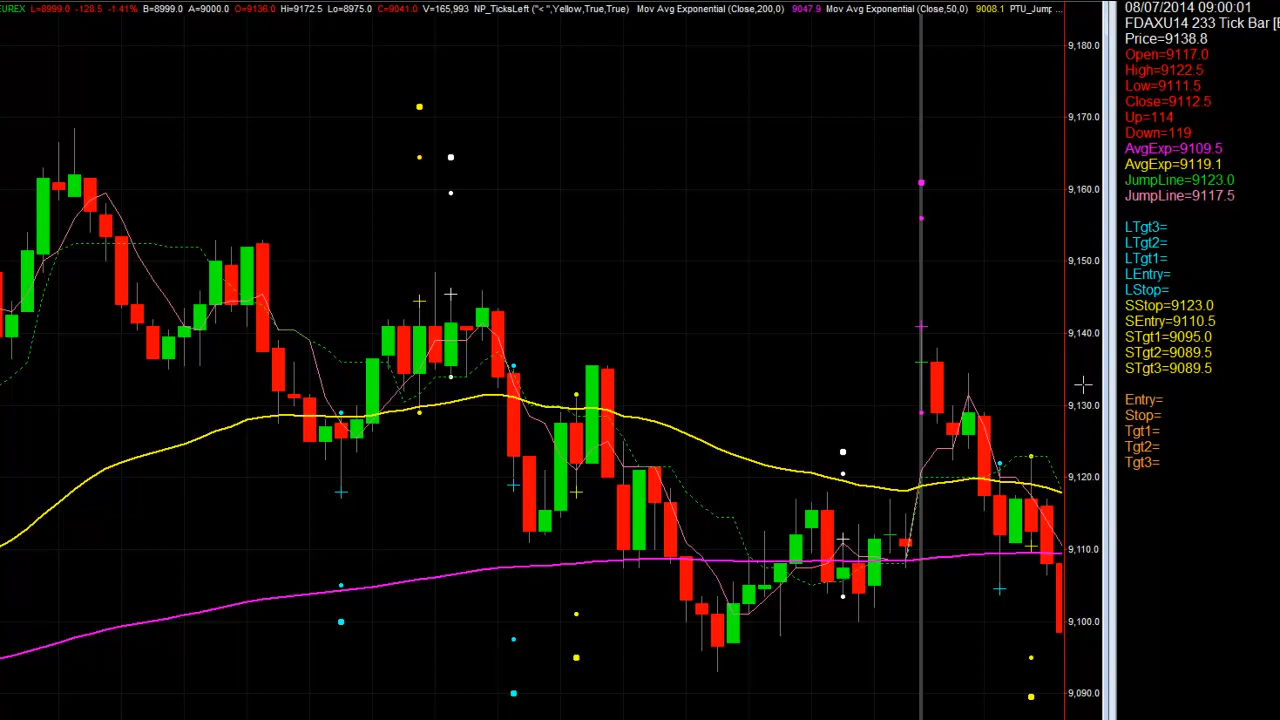 EUREX L=8999.0 -128.5 -1.41% B=8999.0 A=9000.0 O=9136.0 Hi=9172.5 Lo=8975.0 C=9041.0 V=165,993 NP_TicksLeft ("<",Yellow,True,True) Mov Avg Exponential (Close,200,0) 9047.9 Mov Avg Exponential (Close,50,0) 9008.1 PTU_Jump ...
9,180.0
9,170.0
9,160.0
9,150.0
9,140.0
9,130.0
9,120.0
9,110.0
9,100.0
9,090.0
08/07/2014 09:00:01
FDAXU14 233 Tick Bar [E
Price=9138.8
Open=9117.0
High=9122.5
Low=9111.5
Close=9112.5
Up=114
Down=119
AvgExp=9109.5
AvgExp=9119.1
JumpLine=9123.0
JumpLine=9117.5
LTgt3=
LTgt2=
LTgt1=
LEntry=
LStop=
SStop=9123.0
SEntry=9110.5
STgt1=9095.0
STgt2=9089.5
STgt3=9089.5
Entry=
Stop=
Tgt1=
Tgt2=
Tgt3=